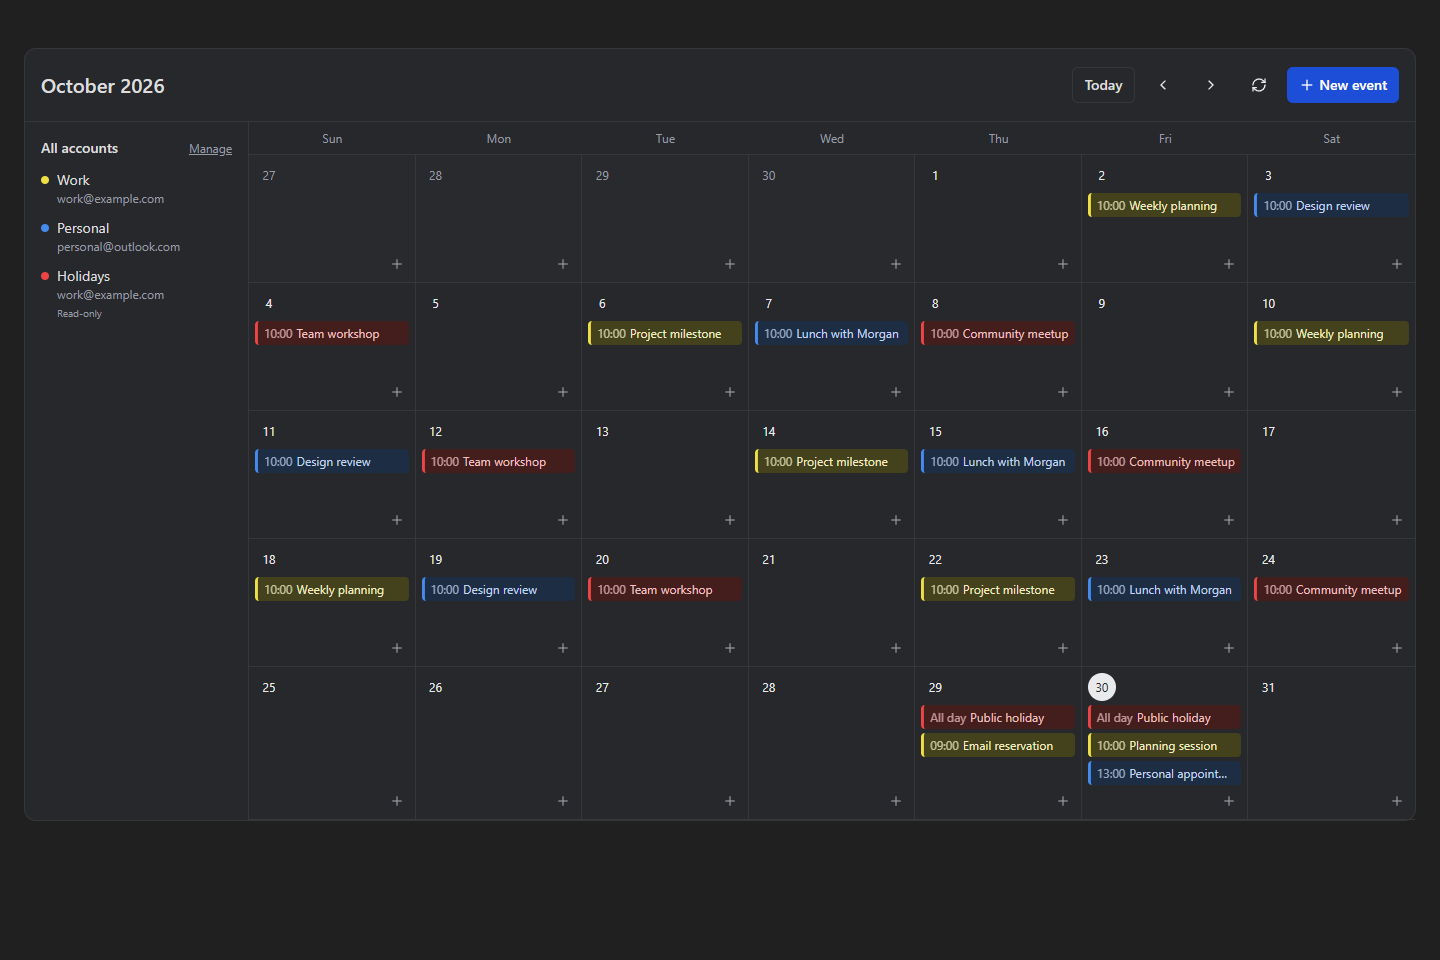 October 2026
Today
New event
All accounts
Manage
Work
work@example.com
Personal
personal@outlook.com
Holidays
work@example.com
Read-only
Sun Mon Tue Wed Thu Fri Sat
27 28 29 30 1 2 3
10:00 Weekly planning
10:00 Design review
4 5 6 7 8 9 10
10:00 Team workshop
10:00 Project milestone
10:00 Lunch with Morgan
10:00 Community meetup
10:00 Weekly planning
11 12 13 14 15 16 17
10:00 Design review
10:00 Team workshop
10:00 Project milestone
10:00 Lunch with Morgan
10:00 Community meetup
18 19 20 21 22 23 24
10:00 Weekly planning
10:00 Design review
10:00 Team workshop
10:00 Project milestone
10:00 Lunch with Morgan
10:00 Community meetup
25 26 27 28 29 30 31
All day Public holiday
09:00 Email reservation
All day Public holiday
10:00 Planning session
13:00 Personal appoint...